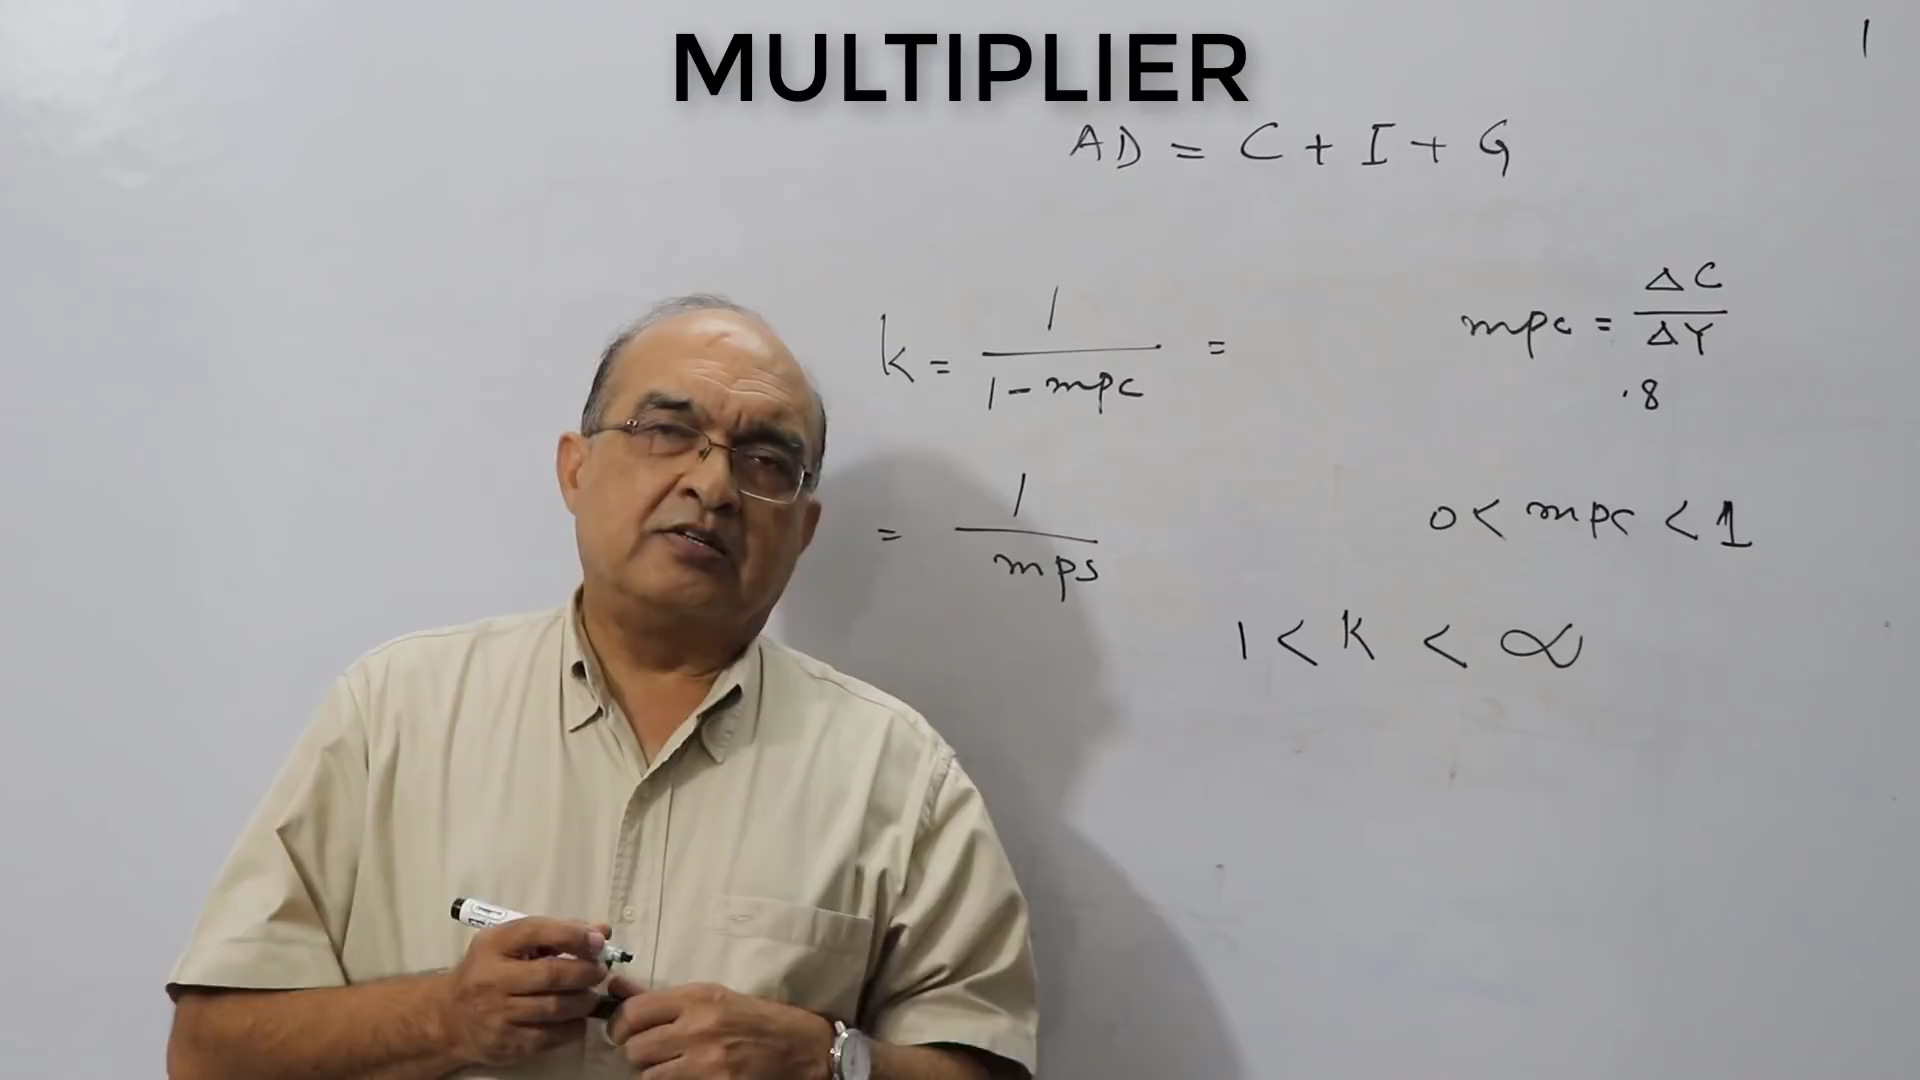 MULTIPLIER
1
AD = C + I + G
k = 1 / 1 - mpc =
mpc = ΔC / ΔY
.8
= 1 / mps
0 < mpc < 1
1 < K < ∞